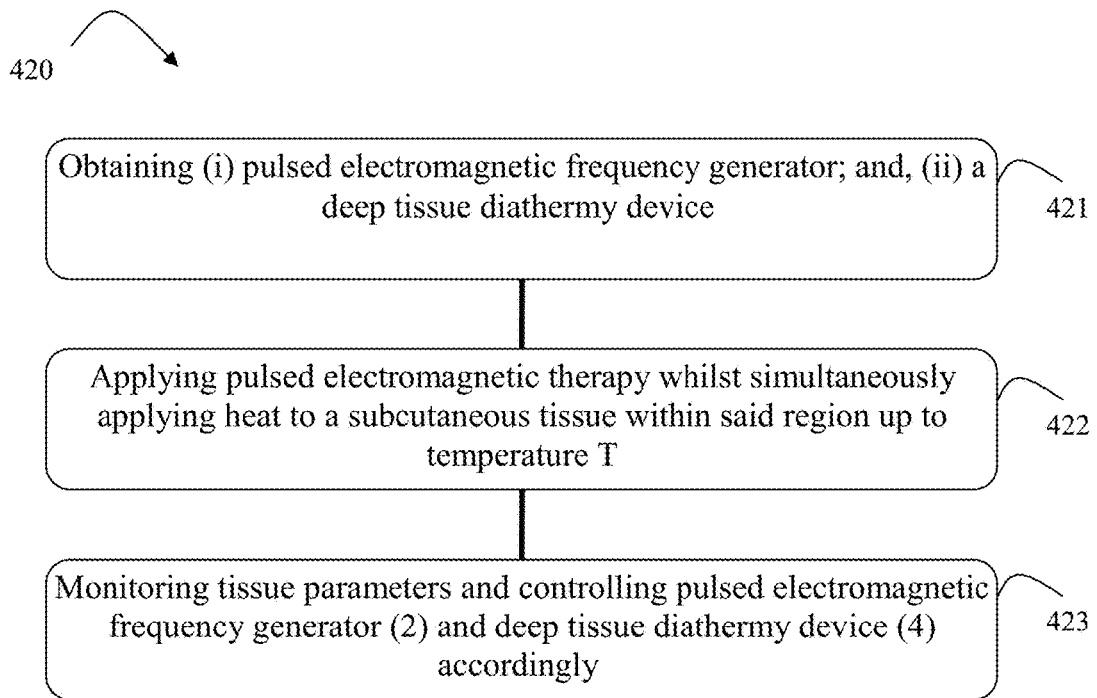 420
Obtaining (i) pulsed electromagnetic frequency generator; and, (ii) a
deep tissue diathermy device
421
Applying pulsed electromagnetic therapy whilst simultaneously
applying heat to a subcutaneous tissue within said region up to
temperature T
422
Monitoring tissue parameters and controlling pulsed electromagnetic
frequency generator (2) and deep tissue diathermy device (4)
accordingly
423